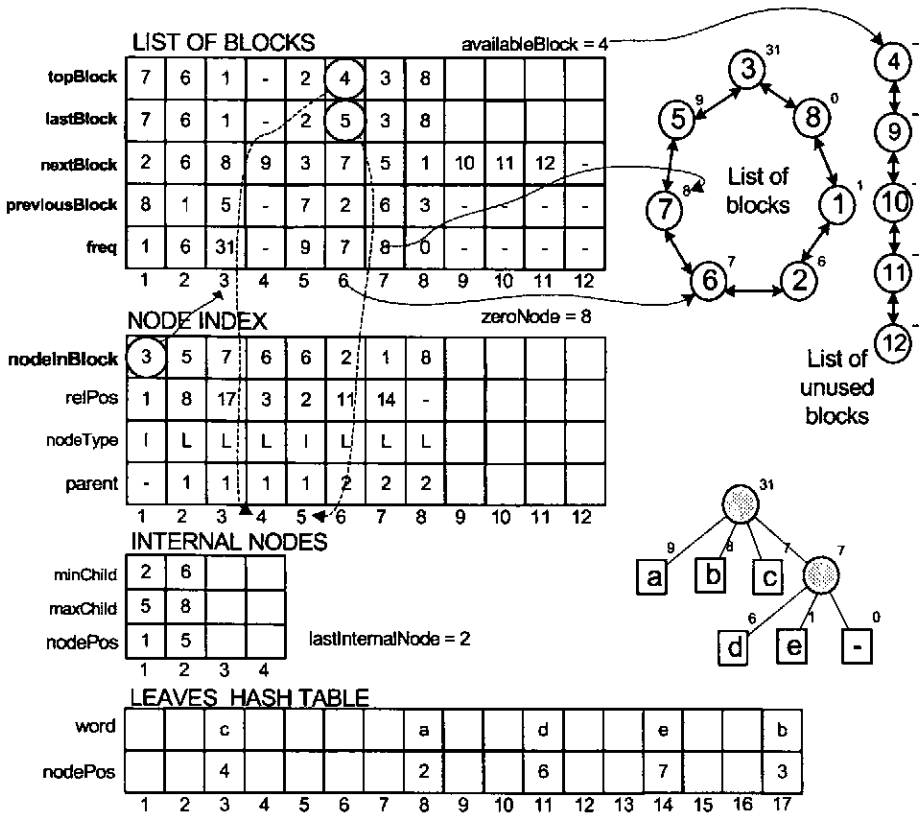 LIST OF BLOCKS
availableBlock = 4
topBlock 7 6 1 - 2 4 3 8
lastBlock 7 6 1 - 2 5 3 8
nextBlock 2 6 8 9 3 7 5 1 10 11 12 -
previousBlock 8 1 5 - 7 2 6 3 - - - -
freq 1 6 31 - 9 7 8 0 - - - -
1 2 3 4 5 6 7 8 9 10 11 12
3 31
8 0
1 1
2 6
6 7
7 8
5 9
List of
blocks
4
9
10
11
12
List of
unused
blocks
NODE INDEX
zeroNode = 8
nodeInBlock 3 5 7 6 6 2 1 8
relPos 1 8 17 3 2 11 14 -
nodeType I L L L I L L L
parent - 1 1 1 1 2 2 2
1 2 3 4 5 6 7 8 9 10 11 12
INTERNAL NODES
minChild 2 6
maxChild 5 8
nodePos 1 5
1 2 3 4
lastInternalNode = 2
31
9 8 7 7
a b c
6 1 0
d e -
LEAVES HASH TABLE
word c a d e b
nodePos 4 2 6 7 3
1 2 3 4 5 6 7 8 9 10 11 12 13 14 15 16 17